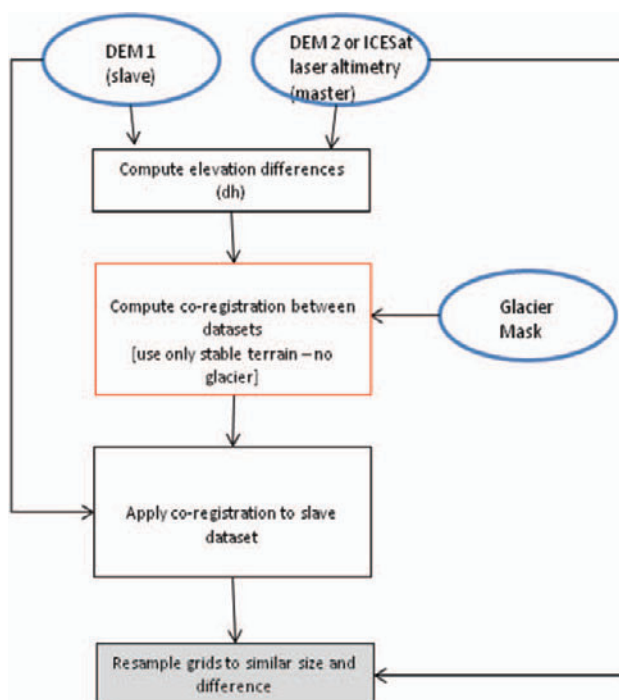 DEM 1
(slave)
DEM 2 or ICESat
laser altimetry
(master)
Compute elevation differences
(dh)
Compute co-registration between
datasets
[use only stable terrain – no
glacier]
Glacier
Mask
Apply co-registration to slave
dataset
Resample grids to similar size and
difference